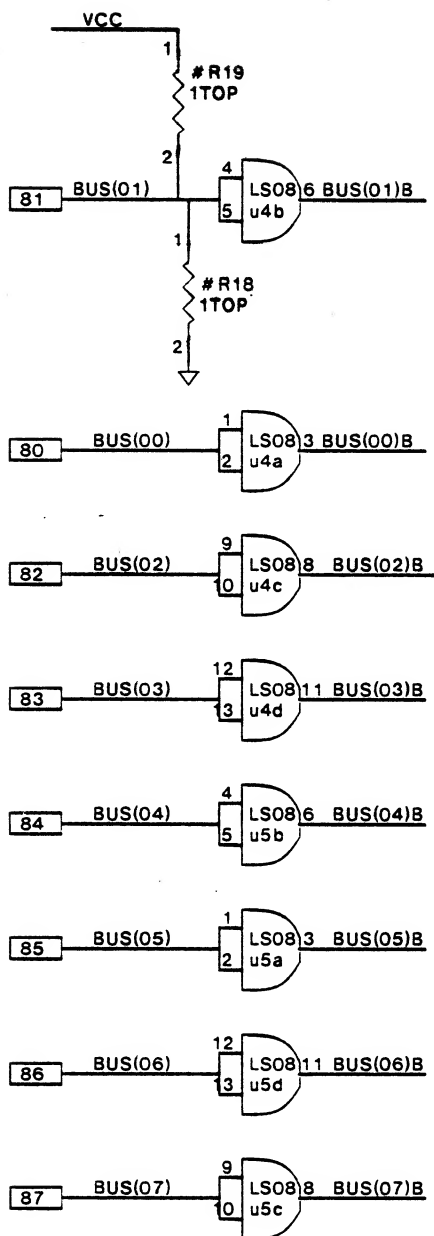 VCC
1
#R19
1TOP
2
81 BUS(01) 4 5 LS08 u4b 6 BUS(01)B
1
#R18
1TOP
2
80 BUS(00) 1 2 LS08 u4a 3 BUS(00)B
82 BUS(02) 9 10 LS08 u4c 8 BUS(02)B
83 BUS(03) 12 13 LS08 u4d 11 BUS(03)B
84 BUS(04) 4 5 LS08 u5b 6 BUS(04)B
85 BUS(05) 1 2 LS08 u5a 3 BUS(05)B
86 BUS(06) 12 13 LS08 u5d 11 BUS(06)B
87 BUS(07) 9 10 LS08 u5c 8 BUS(07)B